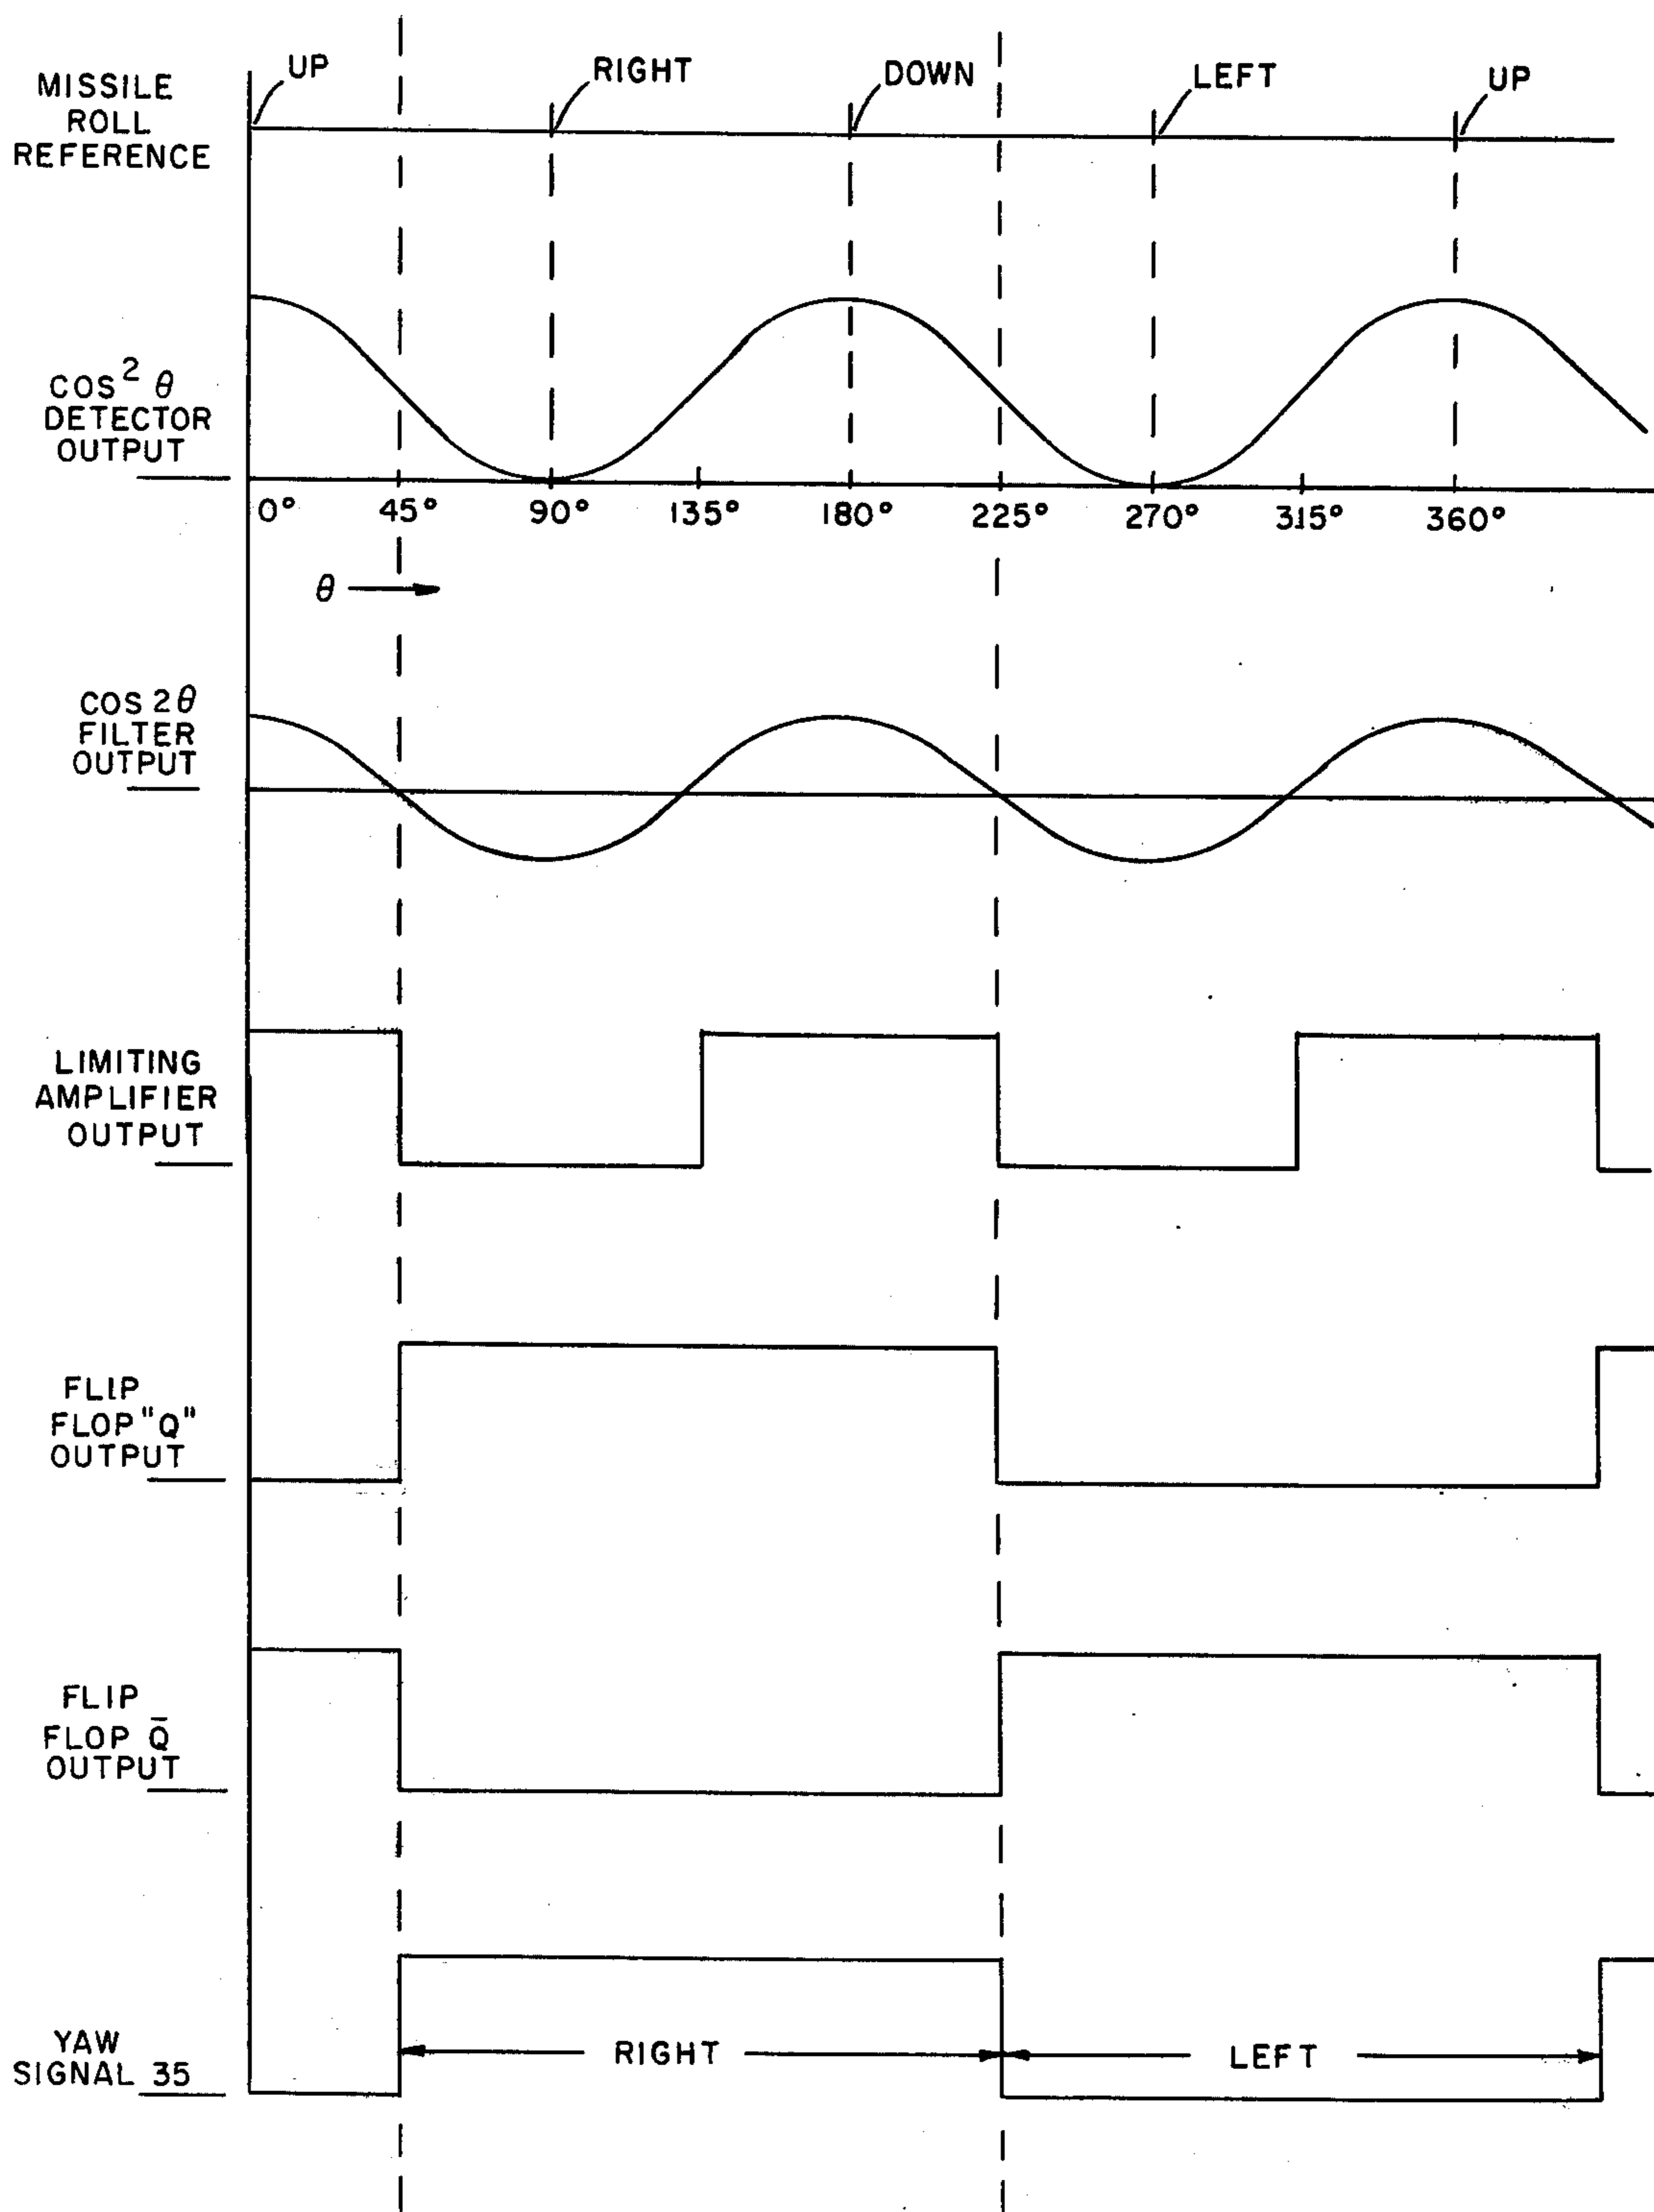 UP
RIGHT
DOWN
LEFT
UP
MISSILE
ROLL
REFERENCE
COS² θ
DETECTOR
OUTPUT
0° 45° 90° 135° 180° 225° 270° 315° 360°
θ
COS 2θ
FILTER
OUTPUT
LIMITING
AMPLIFIER
OUTPUT
FLIP
FLOP "Q"
OUTPUT
FLIP
FLOP Q̄
OUTPUT
YAW
SIGNAL 35
RIGHT
LEFT